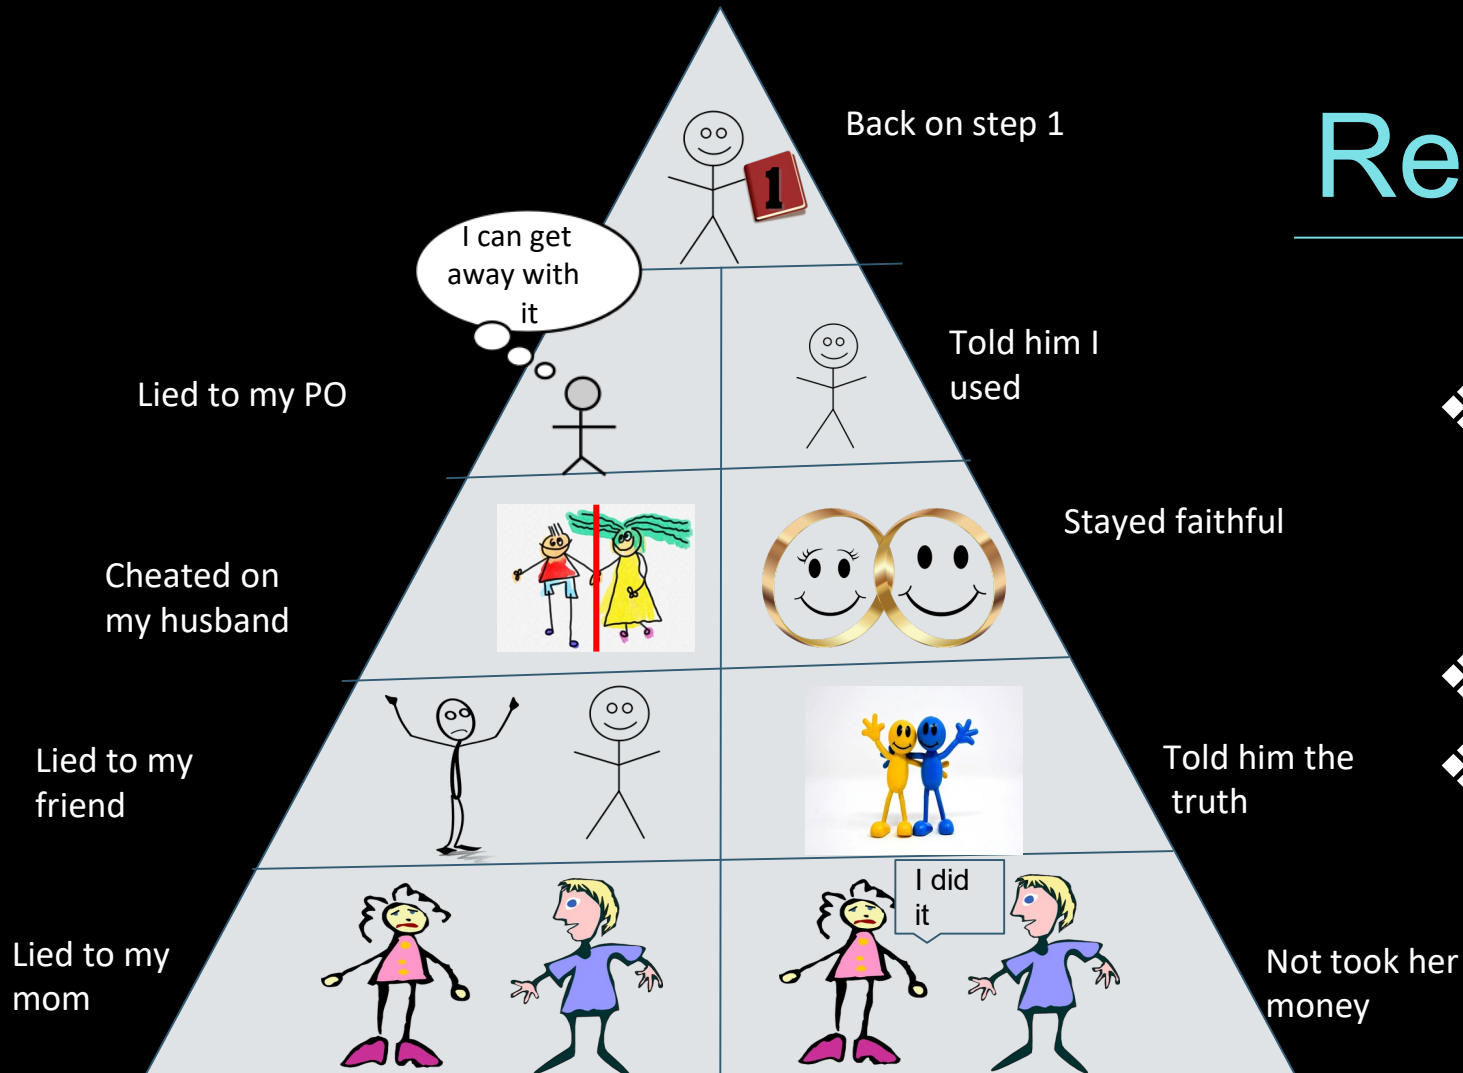 Back on step 1
Re
1
I can get
away with
it
Lied to my PO
Told him I
used
Cheated on
my husband
Stayed faithful
Lied to my
friend
Told him the
truth
I did
it
Lied to my
mom
Not took her
money